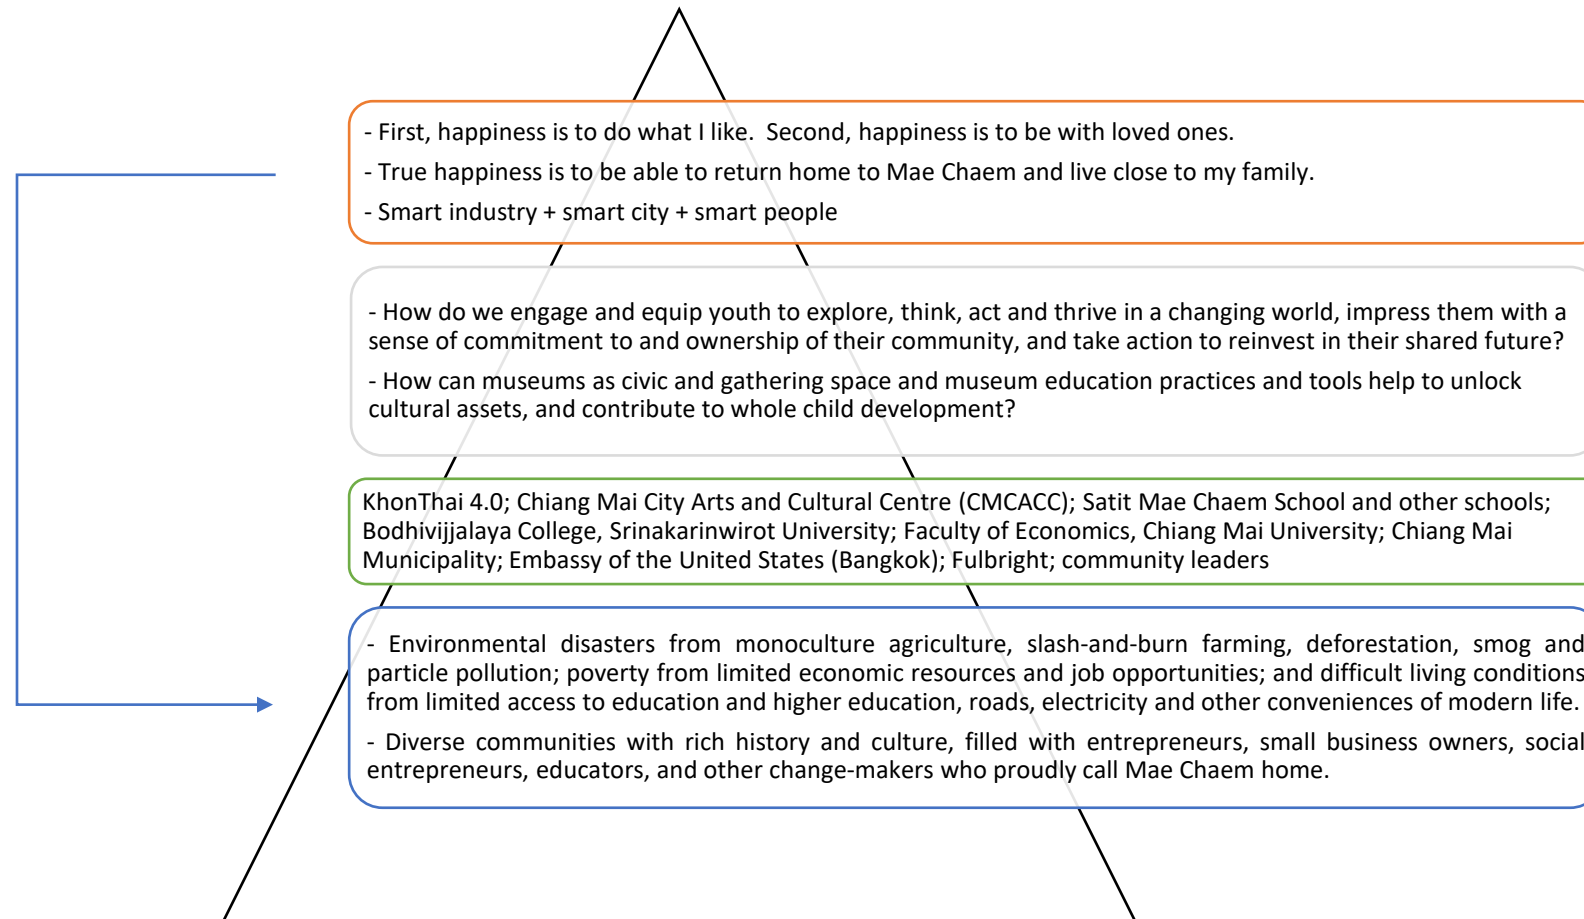 - First, happiness is to do what I like.  Second, happiness is to be with loved ones.
- True happiness is to be able to return home to Mae Chaem and live close to my family.
- Smart industry + smart city + smart people
- How do we engage and equip youth to explore, think, act and thrive in a changing world, impress them with a
sense of commitment to and ownership of their community, and take action to reinvest in their shared future?
- How can museums as civic and gathering space and museum education practices and tools help to unlock
cultural assets, and contribute to whole child development?
KhonThai 4.0; Chiang Mai City Arts and Cultural Centre (CMCACC); Satit Mae Chaem School and other schools;
Bodhivijjalaya College, Srinakarinwirot University; Faculty of Economics, Chiang Mai University; Chiang Mai
Municipality; Embassy of the United States (Bangkok); Fulbright; community leaders
- Environmental disasters from monoculture agriculture, slash-and-burn farming, deforestation, smog and
particle pollution; poverty from limited economic resources and job opportunities; and difficult living conditions
from limited access to education and higher education, roads, electricity and other conveniences of modern life.
- Diverse communities with rich history and culture, filled with entrepreneurs, small business owners, social
entrepreneurs, educators, and other change-makers who proudly call Mae Chaem home.